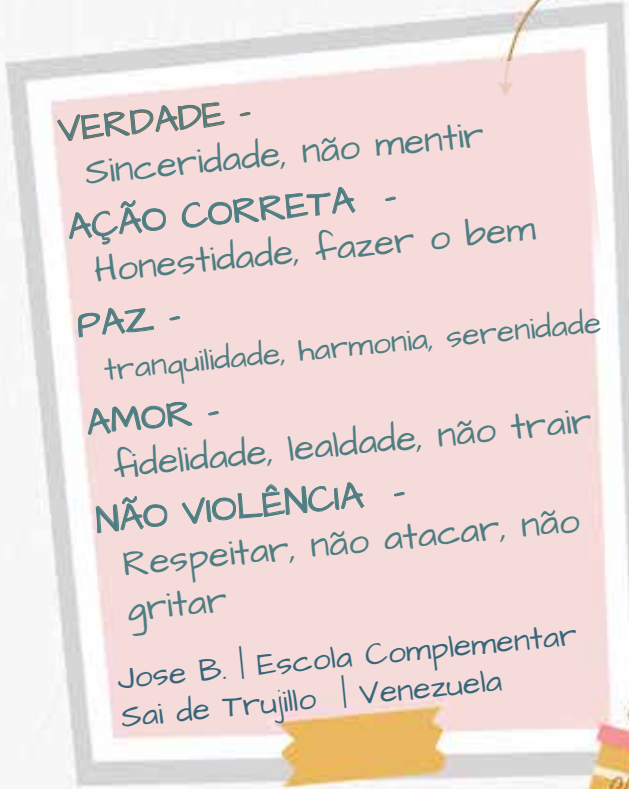 VERDADE -
Sinceridade, não mentir
AÇÃO CORRETA -
Honestidade, fazer o bem
PAZ -
tranquilidade, harmonia, serenidade
AMOR -
fidelidade, lealdade, não trair
NÃO VIOLÊNCIA -
Respeitar, não atacar, não
gritar
Jose B. | Escola Complementar
Sai de Trujillo | Venezuela